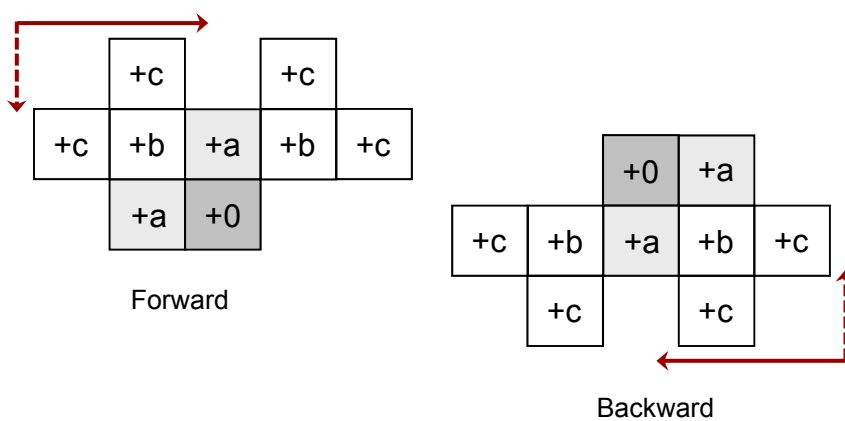 +c +c
+c +b +a +b +c
+a +0
Forward
+0 +a
+c +b +a +b +c
+c +c
Backward